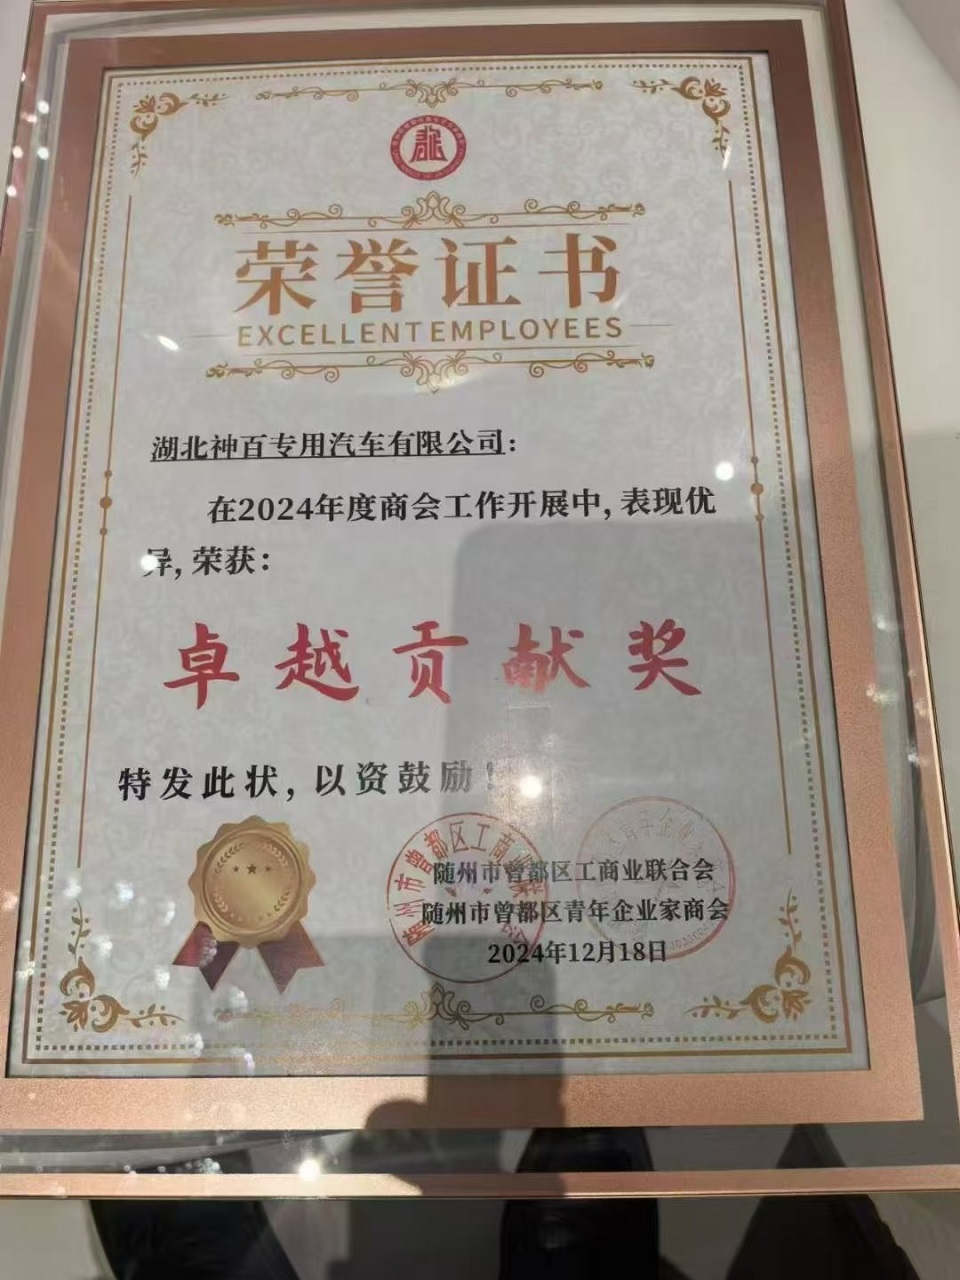 荣誉证书
EXCELLENT EMPLOYEES
湖北神百专用汽车有限公司:
在2024年度商会工作开展中,表现优
异,荣获:
卓越贡献奖
特发此状,以资鼓励!
随州市曾都区工商业联合会
随州市曾都区青年企业家商会
2024年12月18日